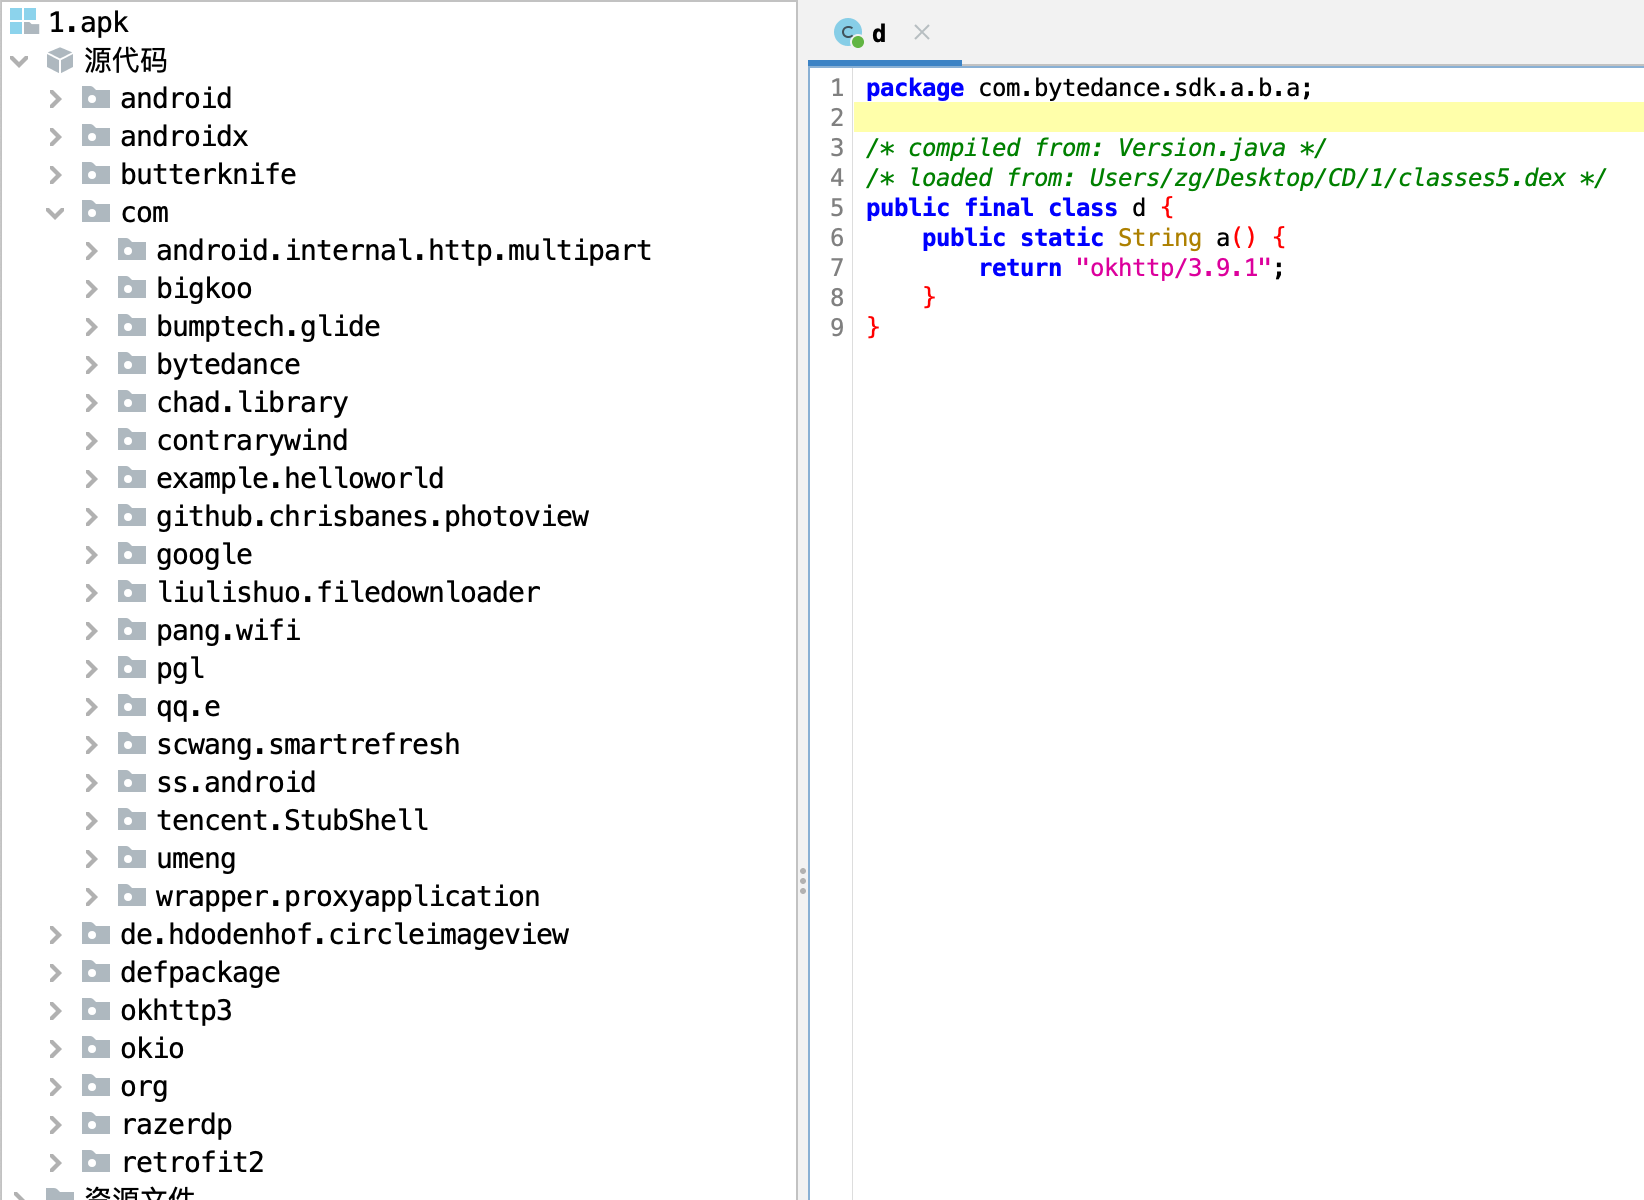 1.apk
源代码
android
androidx
butterknife
com
android.internal.http.multipart
bigkoo
bumptech.glide
bytedance
chad.library
contrarywind
example.helloworld
github.chrisbanes.photoview
google
liulishuo.filedownloader
pang.wifi
pgl
qq.e
scwang.smartrefresh
ss.android
tencent.StubShell
umeng
wrapper.proxyapplication
de.hdodenhof.circleimageview
defpackage
okhttp3
okio
org
razerdp
retrofit2
资源文件
C d
1 package com.bytedance.sdk.a.b.a;
2
3 /* compiled from: Version.java */
4 /* loaded from: Users/zg/Desktop/CD/1/classes5.dex */
5 public final class d {
6     public static String a() {
7         return "okhttp/3.9.1";
8     }
9 }